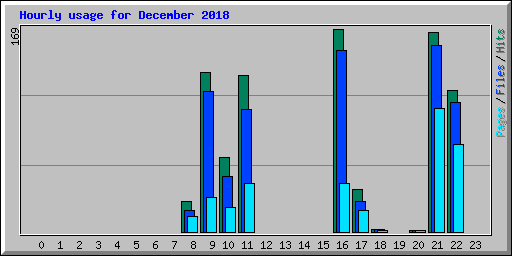 Hourly usage for December 2018
169
Pages/Files/Hits
0 1 2 3 4 5 6 7 8 9 10 11 12 13 14 15 16 17 18 19 20 21 22 23